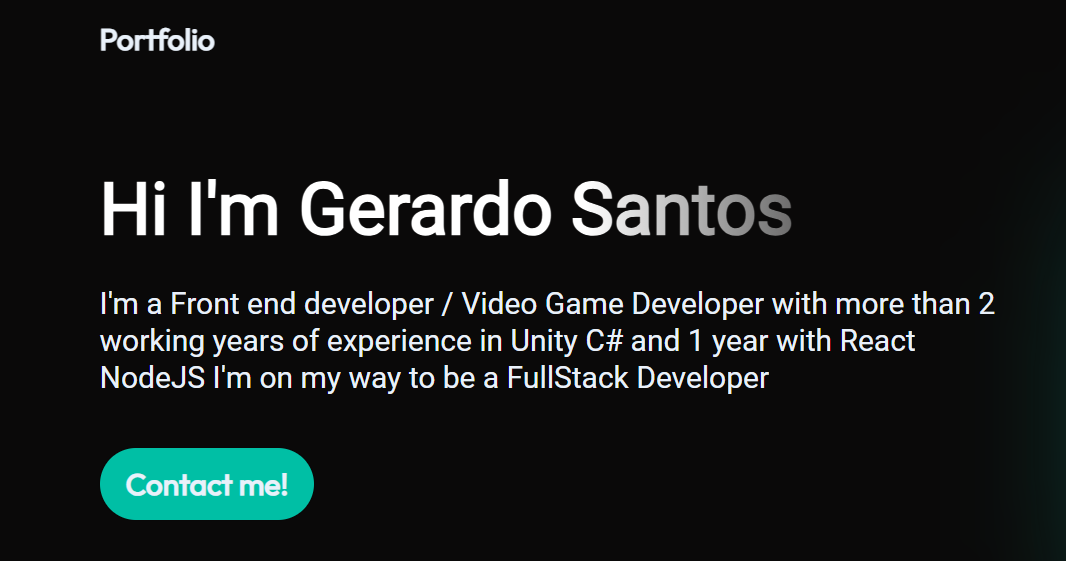 Portfolio
Hi I'm Gerardo Santos
I'm a Front end developer / Video Game Developer with more than 2
working years of experience in Unity C# and 1 year with React
NodeJS I'm on my way to be a FullStack Developer
Contact me!